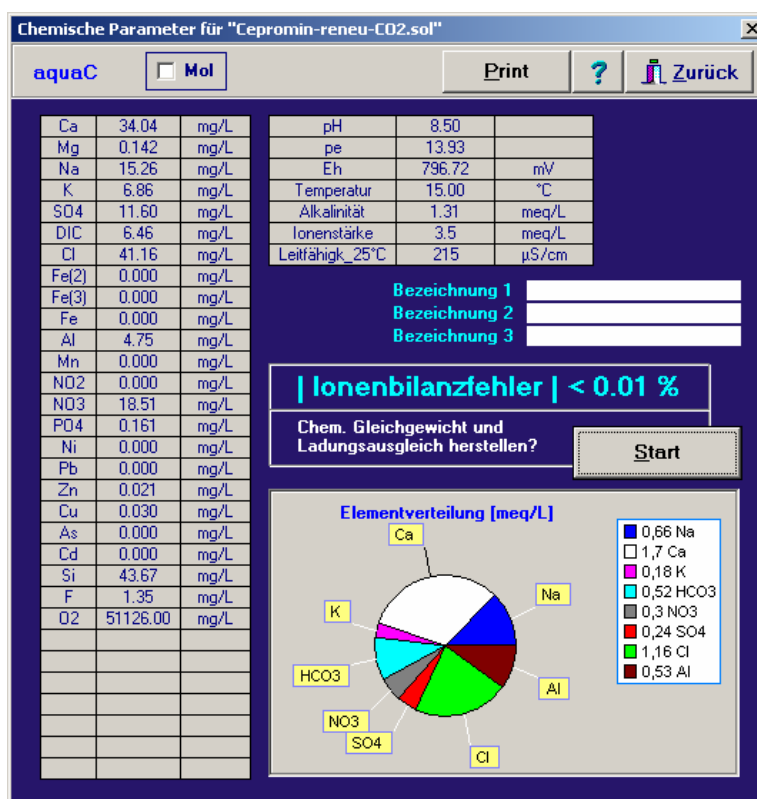 Chemische Parameter für "Cepromin-reneu-CO2.sol"
aquaC
Mol
Print
?
Zurück
Ca 34.04 mg/L
Mg 0.142 mg/L
Na 15.26 mg/L
K 6.86 mg/L
SO4 11.60 mg/L
DIC 6.46 mg/L
Cl 41.16 mg/L
Fe(2) 0.000 mg/L
Fe(3) 0.000 mg/L
Fe 0.000 mg/L
Al 4.75 mg/L
Mn 0.000 mg/L
NO2 0.000 mg/L
NO3 18.51 mg/L
PO4 0.161 mg/L
Ni 0.000 mg/L
Pb 0.000 mg/L
Zn 0.021 mg/L
Cu 0.030 mg/L
As 0.000 mg/L
Cd 0.000 mg/L
Si 43.67 mg/L
F 1.35 mg/L
O2 51126.00 mg/L
pH 8.50
pe 13.93
Eh 796.72 mV
Temperatur 15.00 °C
Alkalinität 1.31 meq/L
Ionenstärke 3.5 meq/L
Leitfähigk_25°C 215 µS/cm
Bezeichnung 1
Bezeichnung 2
Bezeichnung 3
| Ionenbilanzfehler | < 0.01 %
Chem. Gleichgewicht und
Ladungsausgleich herstellen?
Start
Elementverteilung [meq/L]
Ca
Na
K
HCO3
Al
NO3
SO4
Cl
0,66 Na
1,7 Ca
0,18 K
0,52 HCO3
0,3 NO3
0,24 SO4
1,16 Cl
0,53 Al